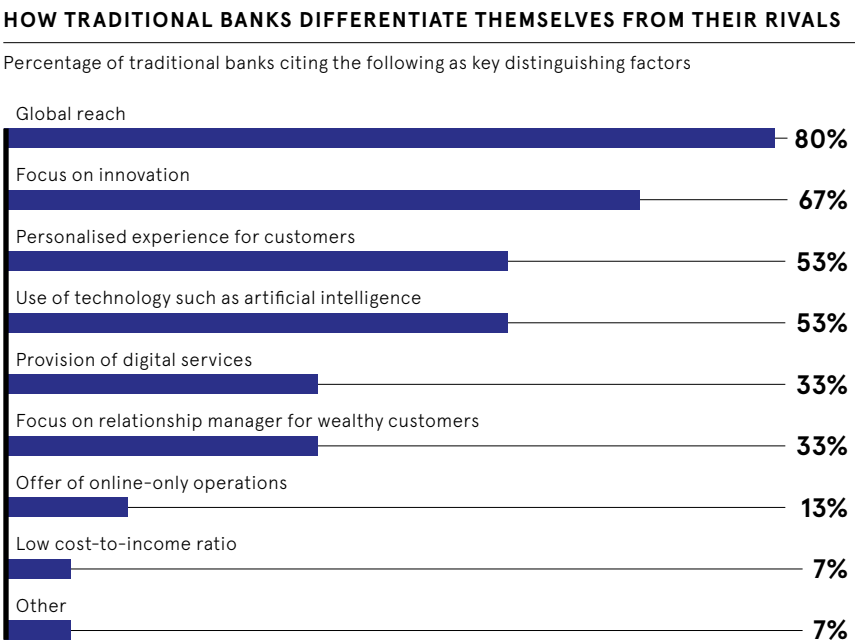 HOW TRADITIONAL BANKS DIFFERENTIATE THEMSELVES FROM THEIR RIVALS
Percentage of traditional banks citing the following as key distinguishing factors
Global reach
80%
Focus on innovation
67%
Personalised experience for customers
53%
Use of technology such as artificial intelligence
53%
Provision of digital services
33%
Focus on relationship manager for wealthy customers
33%
Offer of online-only operations
13%
Low cost-to-income ratio
7%
Other
7%